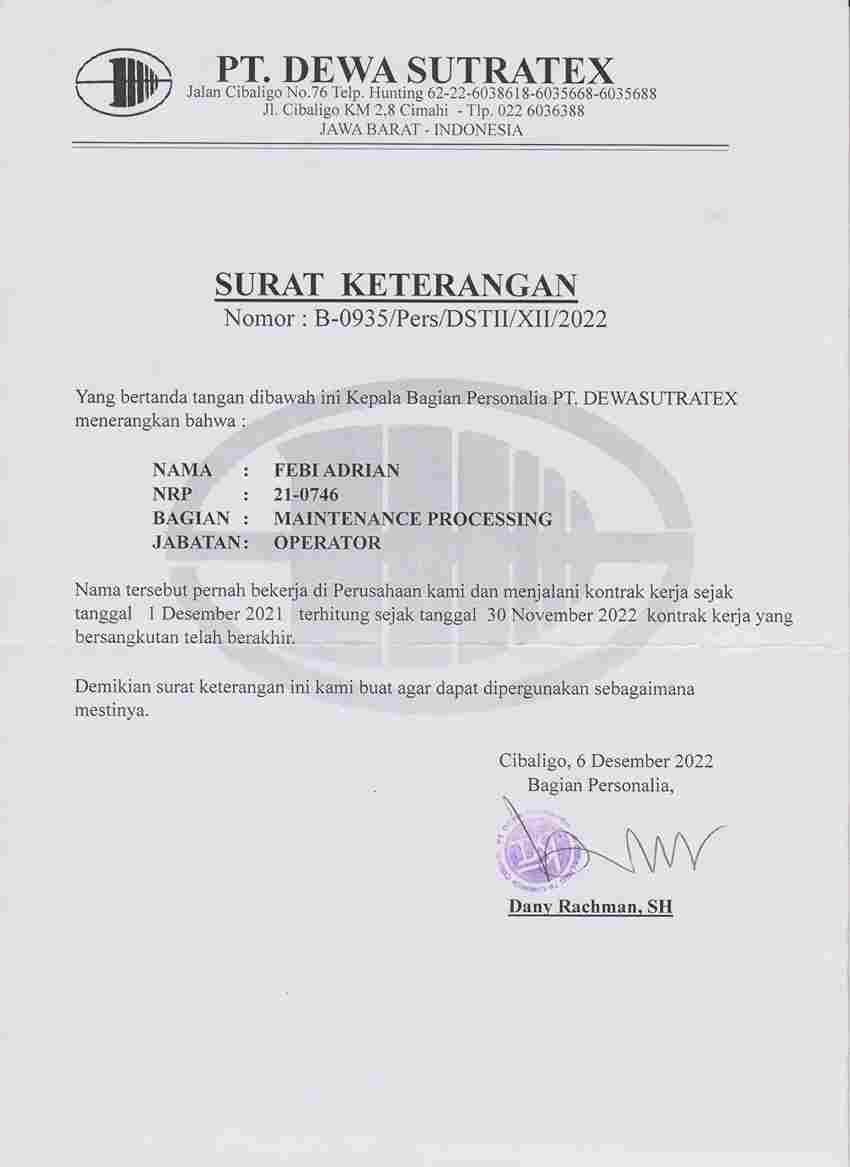 PT. DEWA SUTRATEX
Jalan Cibaligo No.76 Telp. Hunting 62-22-6038618-6035668-6035688
Jl. Cibaligo KM 2,8 Cimahi - Tlp. 022 6036388
JAWA BARAT - INDONESIA
SURAT KETERANGAN
Nomor : B-0935/Pers/DSTII/XII/2022
Yang bertanda tangan dibawah ini Kepala Bagian Personalia PT. DEWASUTRATEX
menerangkan bahwa :
NAMA : FEBI ADRIAN
NRP : 21-0746
BAGIAN : MAINTENANCE PROCESSING
JABATAN : OPERATOR
Nama tersebut pernah bekerja di Perusahaan kami dan menjalani kontrak kerja sejak
tanggal 1 Desember 2021 terhitung sejak tanggal 30 November 2022 kontrak kerja yang
bersangkutan telah berakhir.
Demikian surat keterangan ini kami buat agar dapat dipergunakan sebagaimana
mestinya.
Cibaligo, 6 Desember 2022
Bagian Personalia,
Dany Rachman, SH